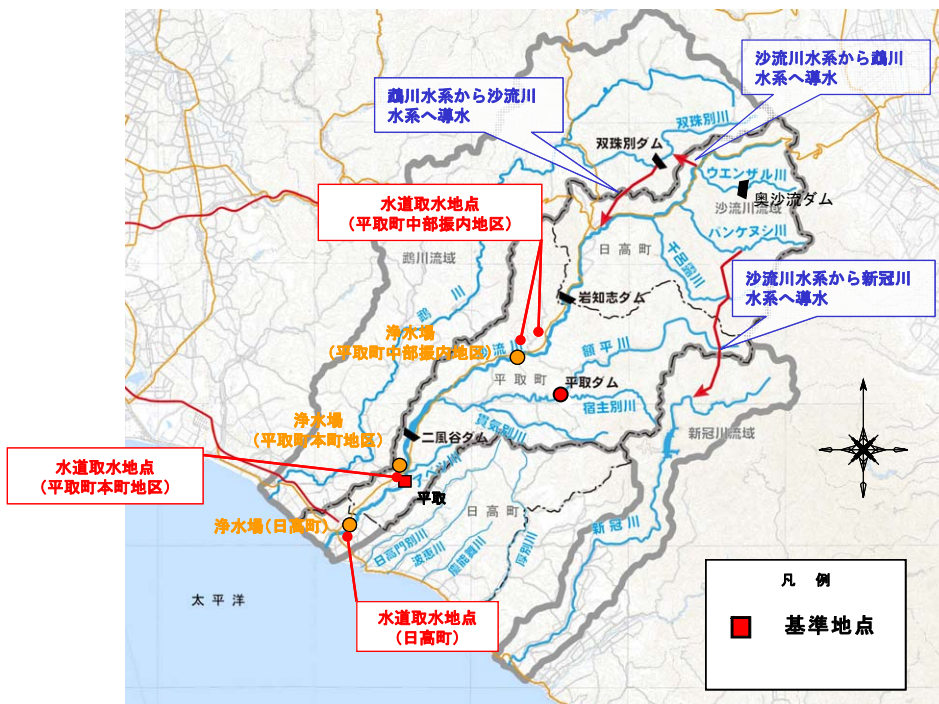 沙流川水系から鵡川
水系へ導水
鵡川水系から沙流川
水系へ導水
双珠別川
双珠別ダム
ウエンザル川
奥沙流ダム
沙流川流域
パンケヌシ川
水道取水地点
(平取町中部振内地区)
日高町
千呂露川
鵡川流域
沙流川水系から新冠川
水系へ導水
岩知志ダム
鵡川
浄水場
(平取町中部振内地区)
沙流川
額平川
平取町
平取ダム
宿主別川
浄水場
(平取町本町地区)
貫気別川
二風谷ダム
新冠川流域
水道取水地点
(平取町本町地区)
平取
日高町
浄水場(日高町)
新冠川
日高門別川
波恵川
慶能舞川
厚別川
太平洋
水道取水地点
(日高町)
凡例
基準地点